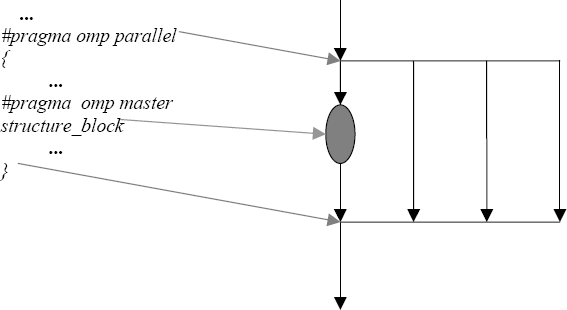 ...
#pragma omp parallel
{
...
#pragma omp master
structure_block
...
}